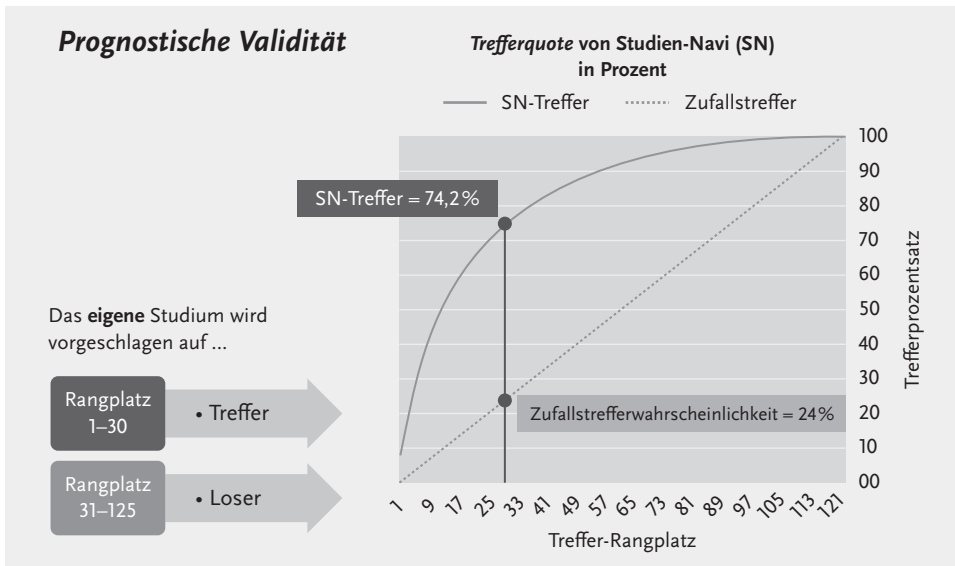 Prognostische Validität
Trefferquote von Studien-Navi (SN)
in Prozent
SN-Treffer
Zufallstreffer
SN-Treffer = 74,2 %
Das eigene Studium wird
vorgeschlagen auf ...
Rangplatz
1–30
• Treffer
Rangplatz
31–125
• Loser
Zufallstrefferwahrscheinlichkeit = 24 %
100
90
80
70
60
50
40
30
20
10
00
Trefferprozentsatz
1 9 17 25 33 41 49 57 65 73 81 89 97 105 113 121
Treffer-Rangplatz